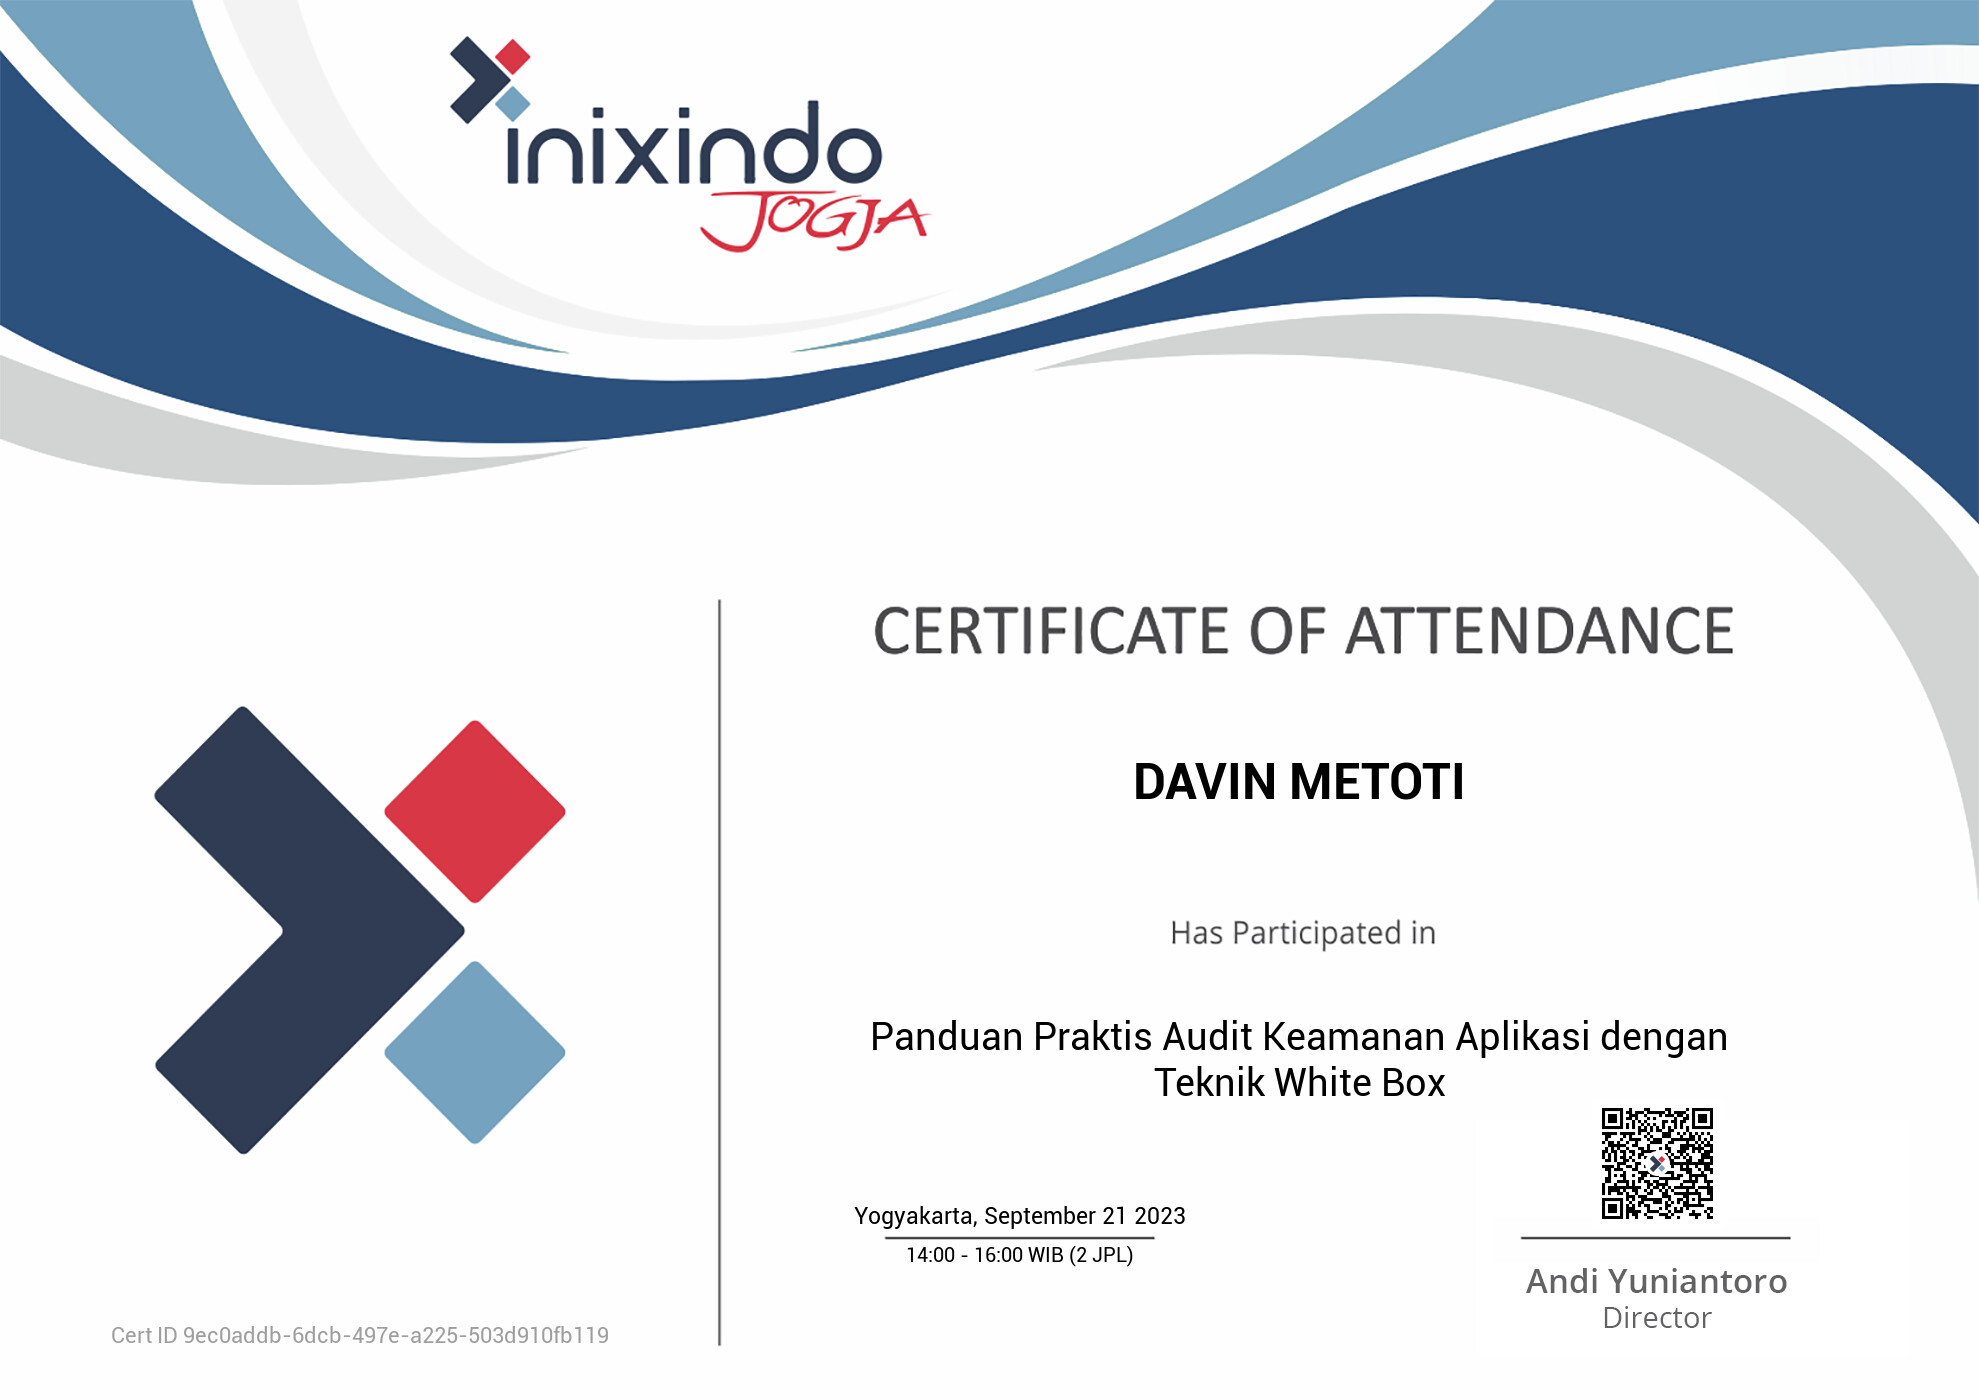 inixindo
JOGJA
CERTIFICATE OF ATTENDANCE
DAVIN METOTI
Has Participated in
Panduan Praktis Audit Keamanan Aplikasi dengan
Teknik White Box
Yogyakarta, September 21 2023
14:00 - 16:00 WIB (2 JPL)
Andi Yuniantoro
Director
Cert ID 9ec0addb-6dcb-497e-a225-503d910fb119